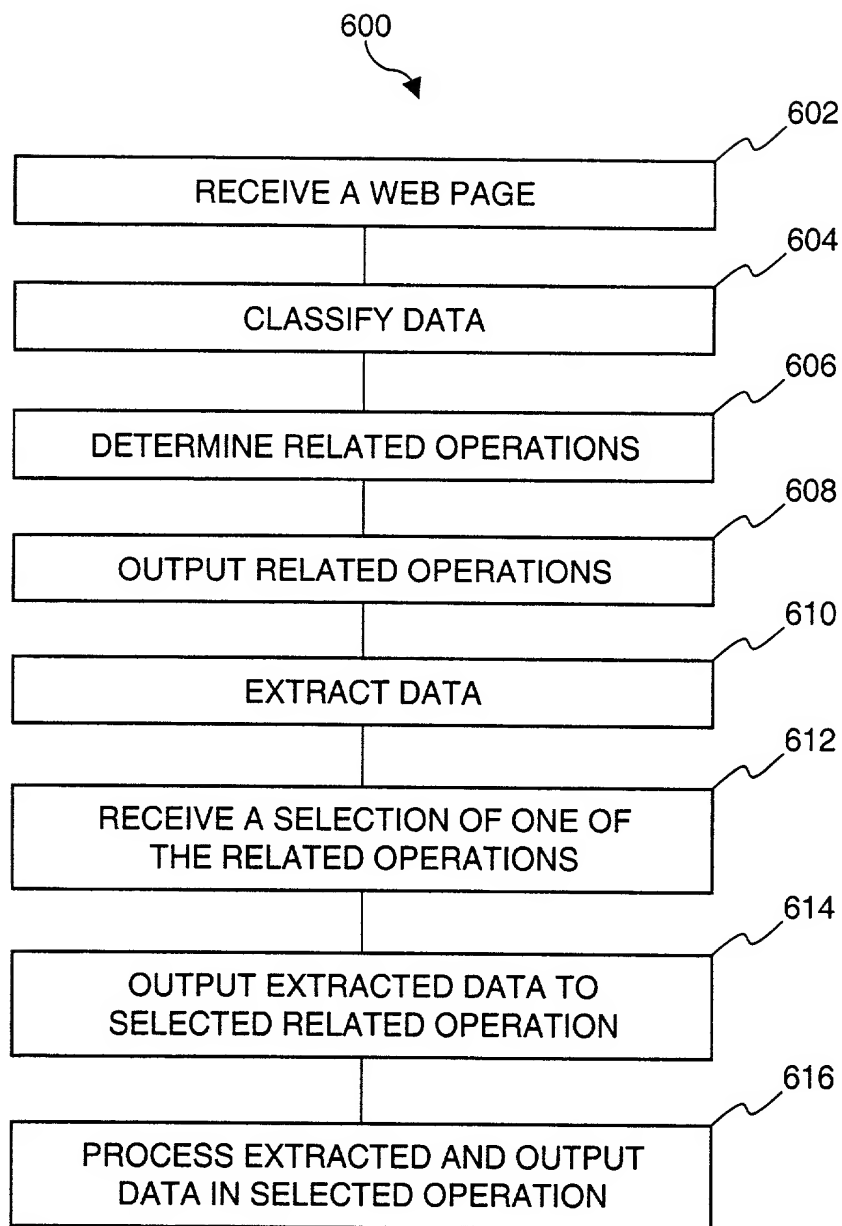 600
602
RECEIVE A WEB PAGE
604
CLASSIFY DATA
606
DETERMINE RELATED OPERATIONS
608
OUTPUT RELATED OPERATIONS
610
EXTRACT DATA
612
RECEIVE A SELECTION OF ONE OF
THE RELATED OPERATIONS
614
OUTPUT EXTRACTED DATA TO
SELECTED RELATED OPERATION
616
PROCESS EXTRACTED AND OUTPUT
DATA IN SELECTED OPERATION